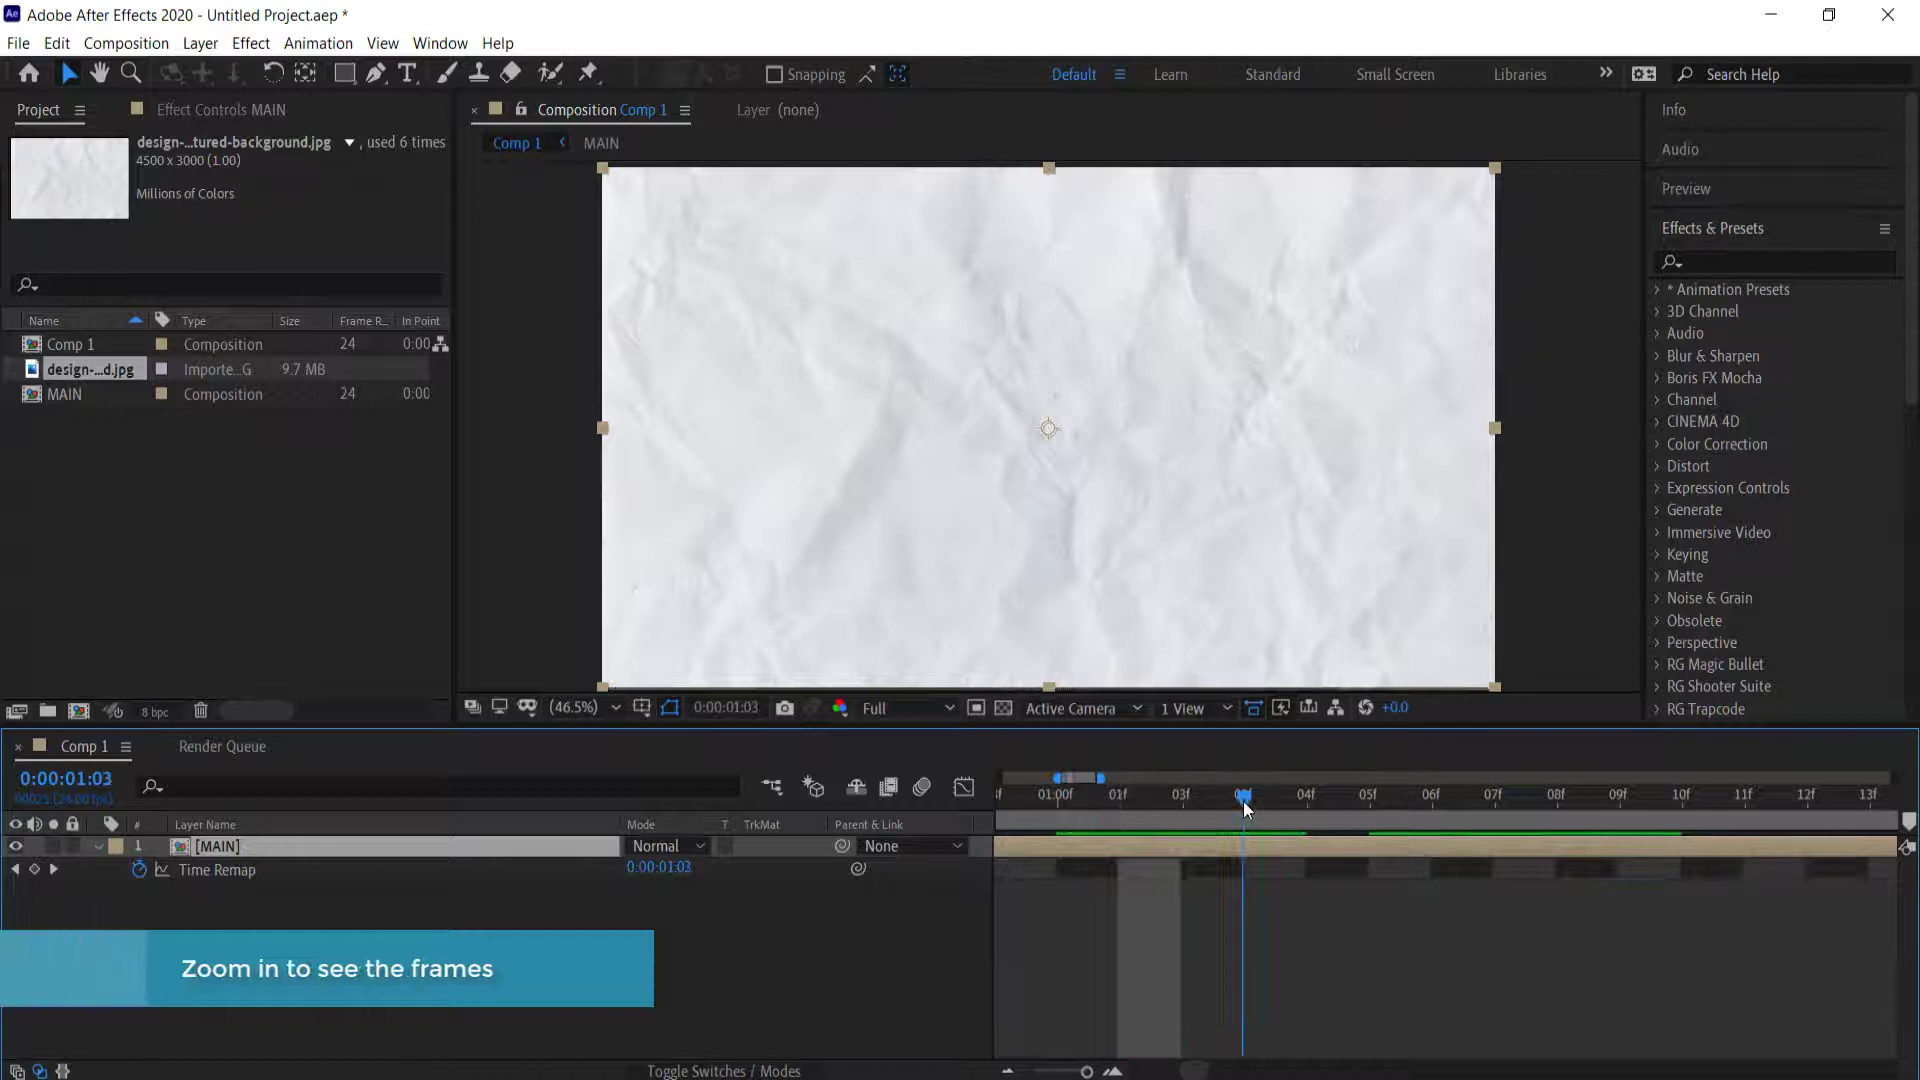 Adobe After Effects 2020 - Untitled Project.aep *
File Edit Composition Layer Effect Animation View Window Help
Snapping Default Learn Standard Small Screen Libraries Search Help
Project Effect Controls MAIN
Composition Comp 1 Layer (none)
Info
design-...tured-background.jpg , used 6 times
4500 x 3000 (1.00)
Millions of Colors
Comp 1 MAIN
Audio
Preview
Effects & Presets
* Animation Presets
3D Channel
Audio
Blur & Sharpen
Boris FX Mocha
Channel
CINEMA 4D
Color Correction
Distort
Expression Controls
Generate
Immersive Video
Keying
Matte
Noise & Grain
Obsolete
Perspective
RG Magic Bullet
RG Shooter Suite
RG Trapcode
Name Type Size Frame R... In Point
Comp 1 Composition 24 0:00
design-...d.jpg Importe...G 9.7 MB
MAIN Composition 24 0:00
8 bpc
(46.5%) 0:00:01:03 Full Active Camera 1 View +0.0
Comp 1 Render Queue
0:00:01:03
00025 (24.00 fps)
01:00f 01f 03f 04f 05f 06f 07f 08f 09f 10f 11f 12f 13f
# Layer Name Mode T TrkMat Parent & Link
1 [MAIN] Normal None
Time Remap 0:00:01:03
Zoom in to see the frames
Toggle Switches / Modes